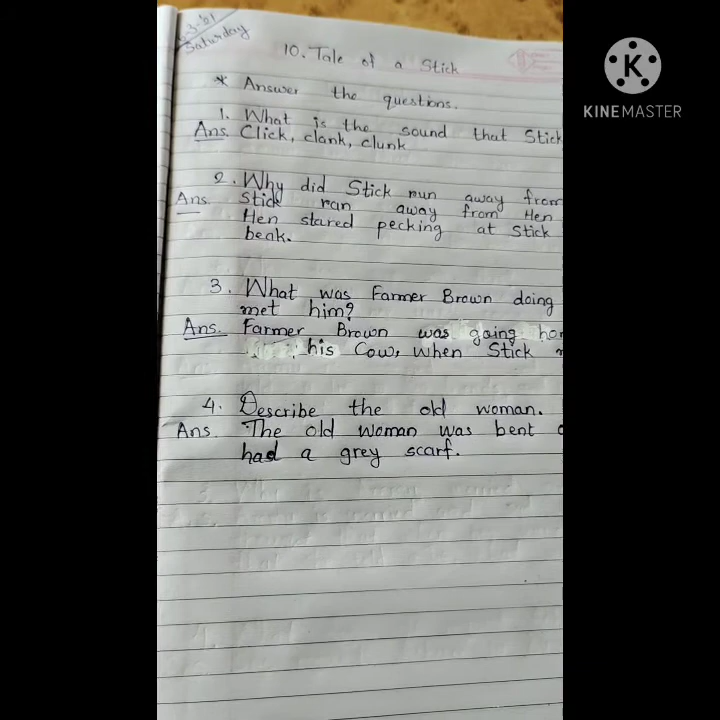 Saturday
10. Tale of a Stick
* Answer the questions.
1. What is the sound that Stick
Ans. Click, clank, clunk
2. Why did Stick run away from
Ans. Stick ran away from Hen
Hen stared pecking at Stick
beak.
3. What was Farmer Brown doing
met him?
Ans. Farmer Brown was going
his Cow, when Stick
4. Describe the old woman.
Ans. The old woman was bent
had a grey scarf.
KINEMASTER